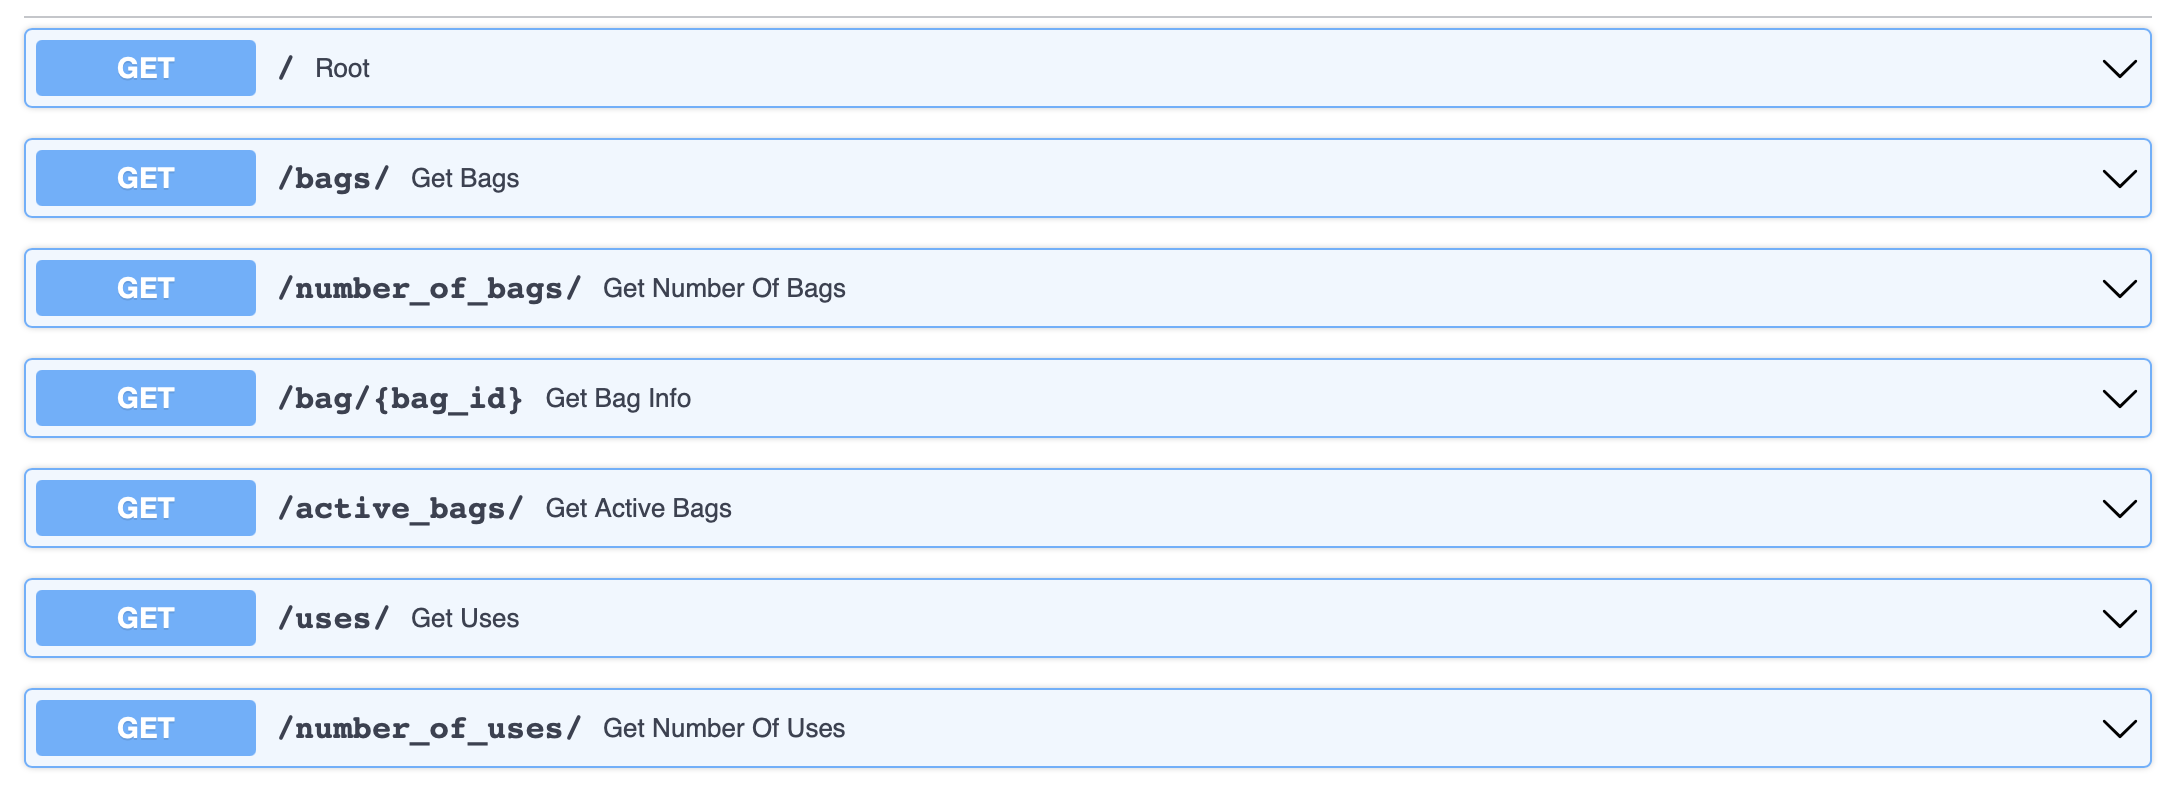 GET / Root
GET /bags/ Get Bags
GET /number_of_bags/ Get Number Of Bags
GET /bag/{bag_id} Get Bag Info
GET /active_bags/ Get Active Bags
GET /uses/ Get Uses
GET /number_of_uses/ Get Number Of Uses